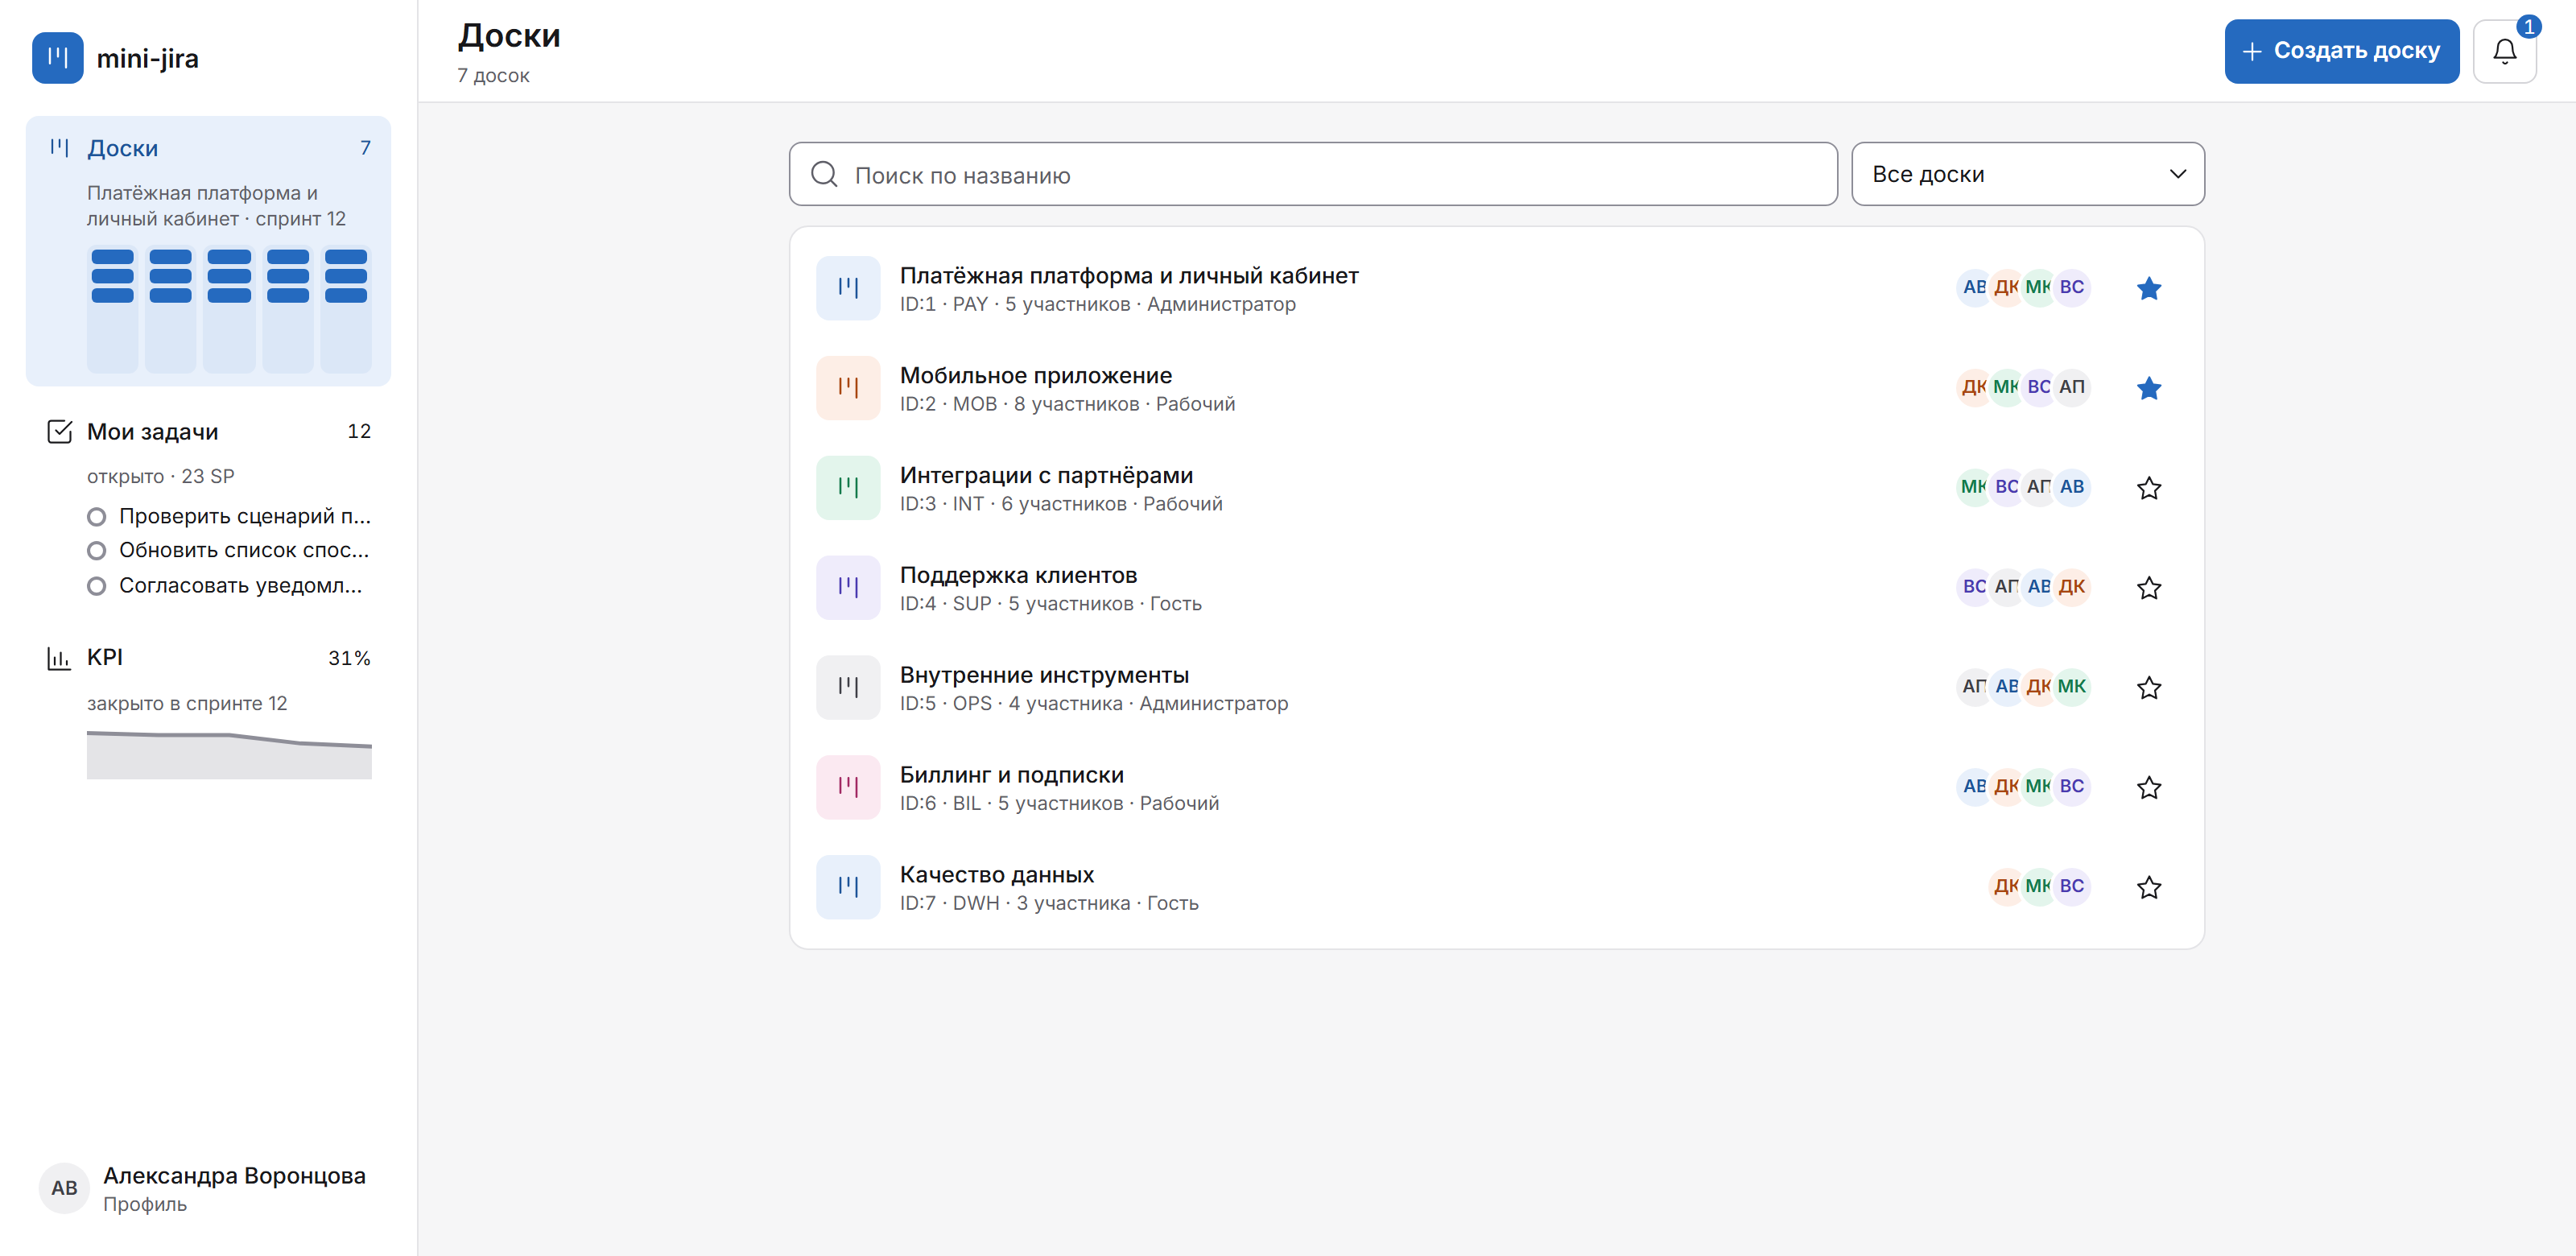 mini-jira
Доски 7
Платёжная платформа и
личный кабинет · спринт 12
Мои задачи 12
открыто · 23 SP
Проверить сценарий п...
Обновить список спос...
Согласовать уведомл...
KPI 31%
закрыто в спринте 12
АВ
Александра Воронцова
Профиль
Доски
7 досок
Создать доску
1
Поиск по названию
Все доски
Платёжная платформа и личный кабинет
ID:1 · PAY · 5 участников · Администратор
АВ ДК МК ВС
Мобильное приложение
ID:2 · MOB · 8 участников · Рабочий
ДК МК ВС АП
Интеграции с партнёрами
ID:3 · INT · 6 участников · Рабочий
МК ВС АП АВ
Поддержка клиентов
ID:4 · SUP · 5 участников · Гость
ВС АП АВ ДК
Внутренние инструменты
ID:5 · OPS · 4 участника · Администратор
АП АВ ДК МК
Биллинг и подписки
ID:6 · BIL · 5 участников · Рабочий
АВ ДК МК ВС
Качество данных
ID:7 · DWH · 3 участника · Гость
ДК МК ВС